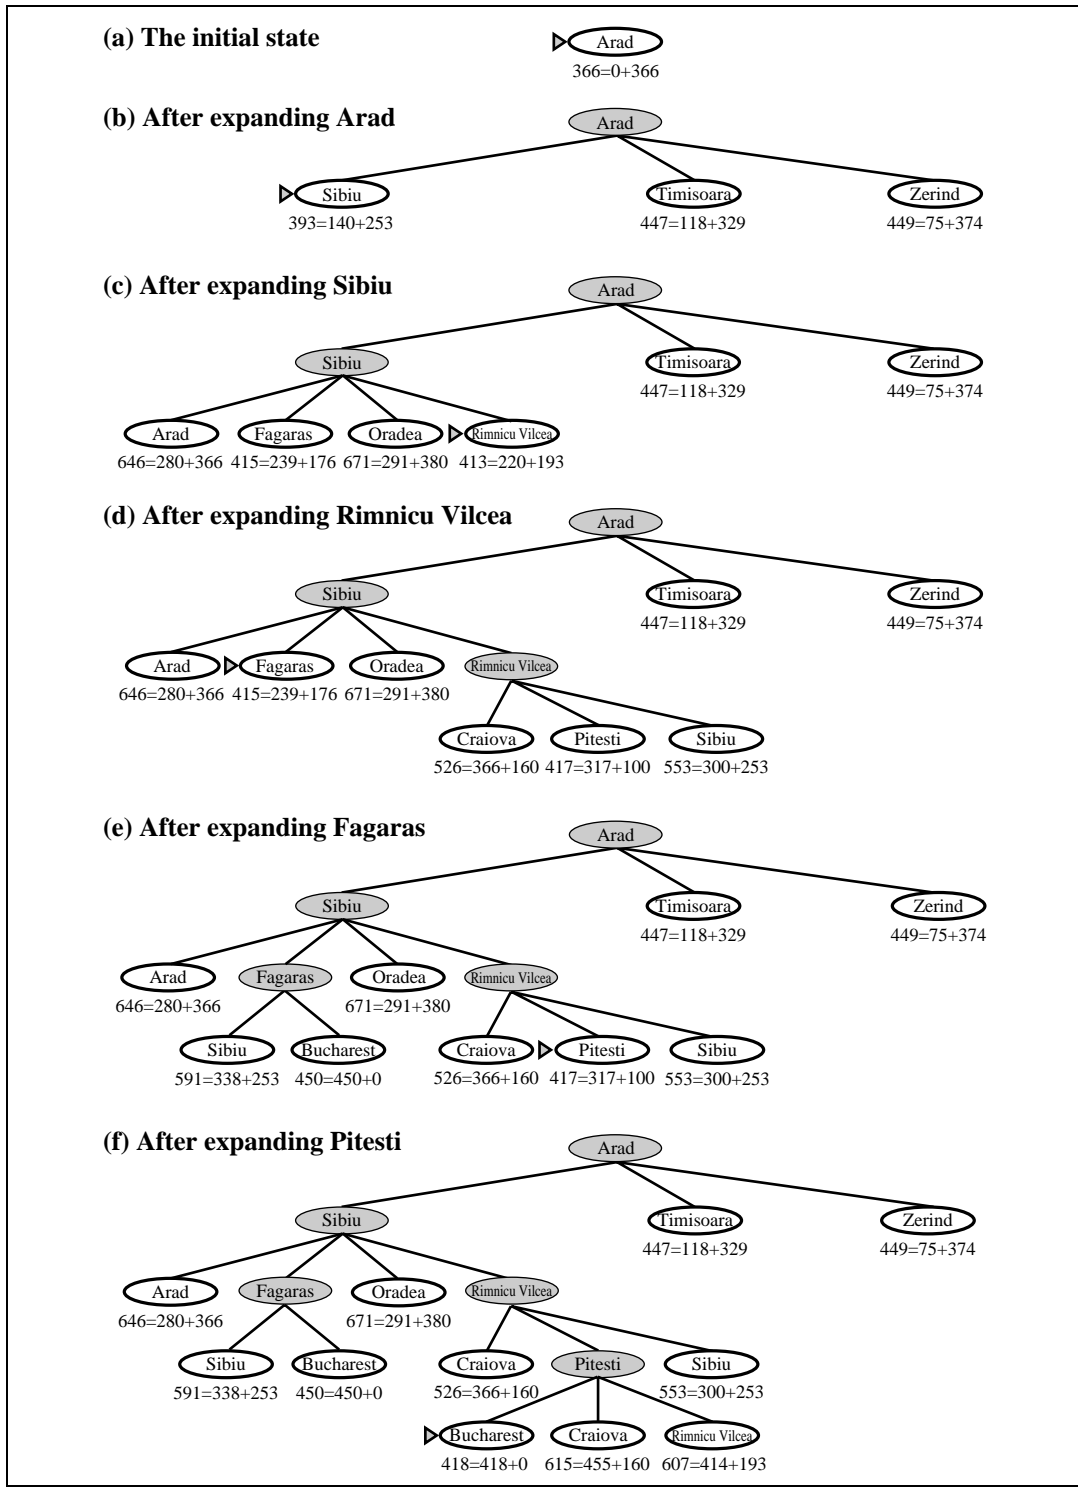 (a) The initial state
Arad
366=0+366
(b) After expanding Arad
Arad
Sibiu Timisoara Zerind
393=140+253 447=118+329 449=75+374
(c) After expanding Sibiu
Arad
Sibiu Timisoara Zerind
447=118+329 449=75+374
Arad Fagaras Oradea Rimnicu Vilcea
646=280+366 415=239+176 671=291+380 413=220+193
(d) After expanding Rimnicu Vilcea
Arad
Sibiu Timisoara Zerind
447=118+329 449=75+374
Arad Fagaras Oradea Rimnicu Vilcea
646=280+366 415=239+176 671=291+380
Craiova Pitesti Sibiu
526=366+160 417=317+100 553=300+253
(e) After expanding Fagaras
Arad
Sibiu Timisoara Zerind
447=118+329 449=75+374
Arad Fagaras Oradea Rimnicu Vilcea
646=280+366 671=291+380
Sibiu Bucharest Craiova Pitesti Sibiu
591=338+253 450=450+0 526=366+160 417=317+100 553=300+253
(f) After expanding Pitesti
Arad
Sibiu Timisoara Zerind
447=118+329 449=75+374
Arad Fagaras Oradea Rimnicu Vilcea
646=280+366 671=291+380
Sibiu Bucharest Craiova Pitesti Sibiu
591=338+253 450=450+0 526=366+160 553=300+253
Bucharest Craiova Rimnicu Vilcea
418=418+0 615=455+160 607=414+193